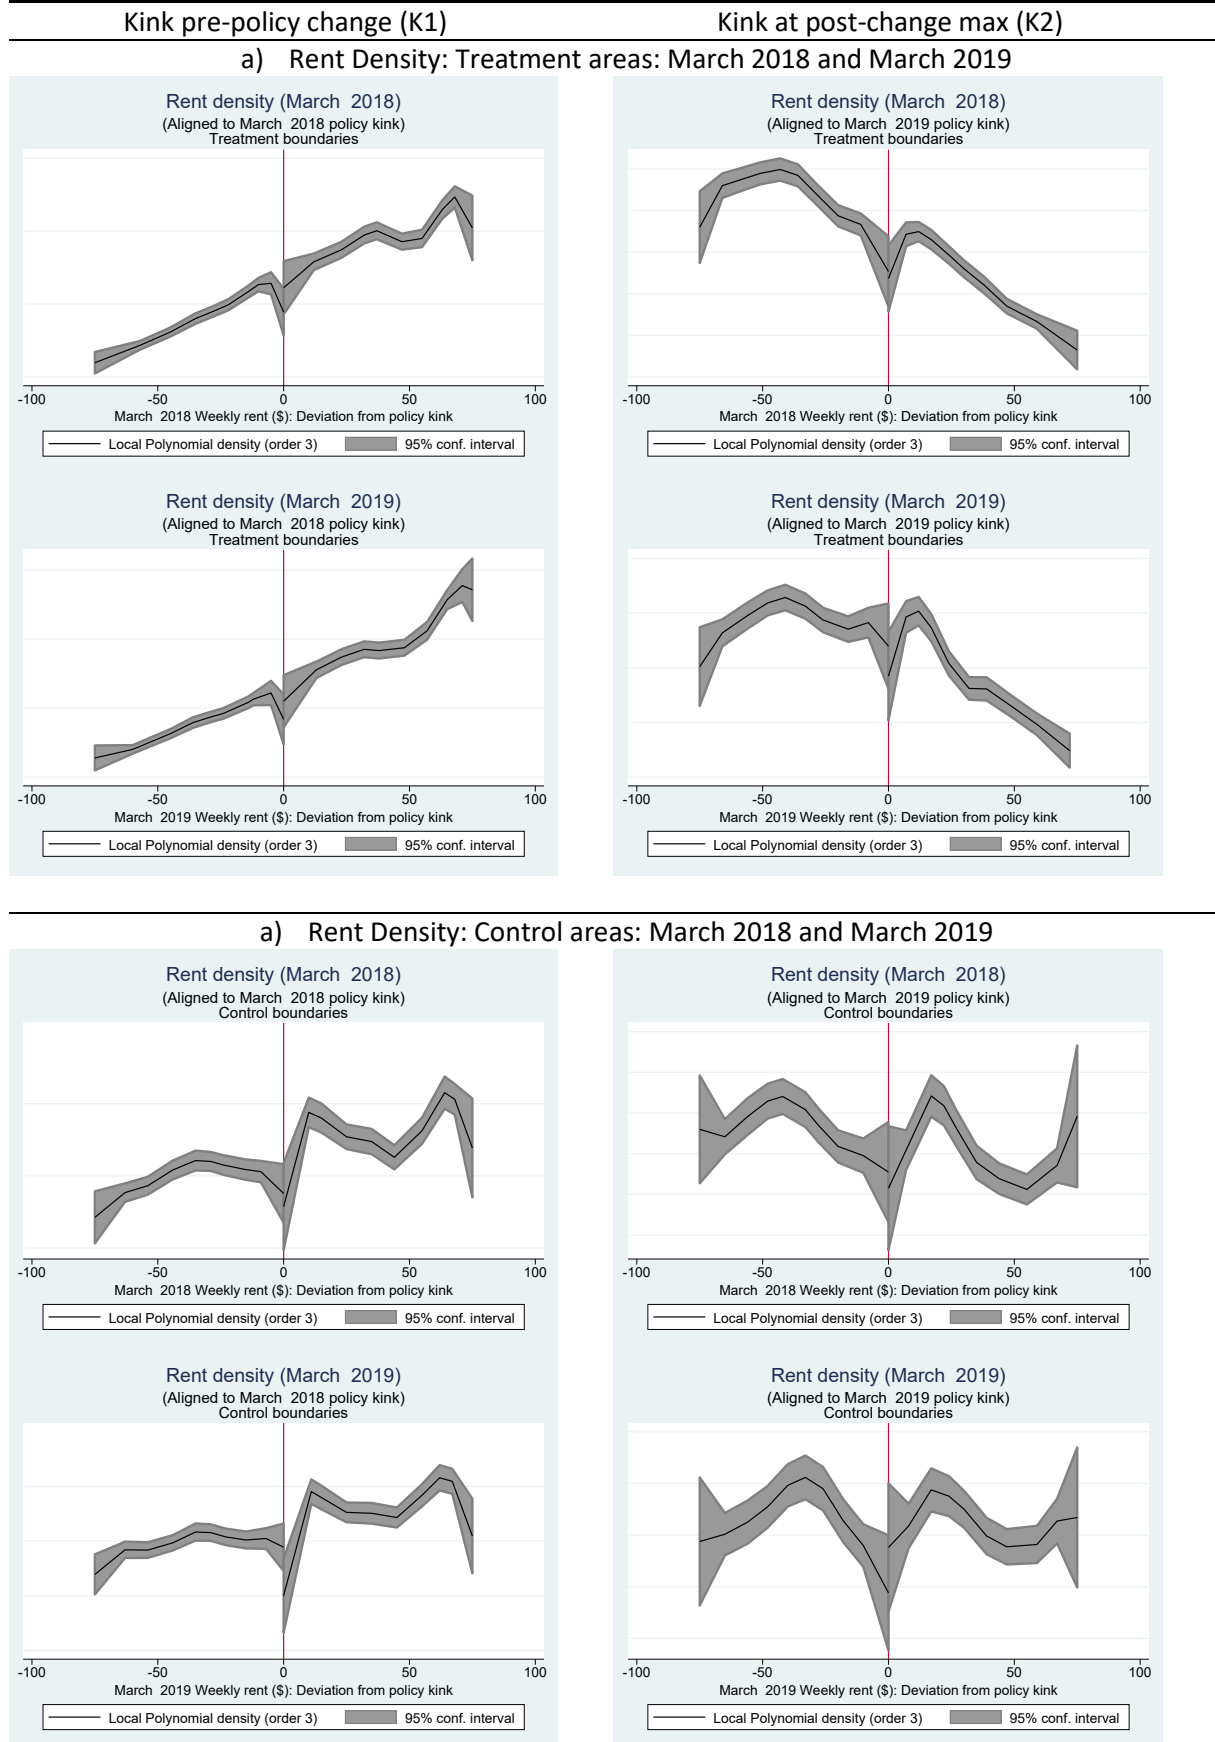 Kink pre-policy change (K1) Kink at post-change max (K2)
a) Rent Density: Treatment areas: March 2018 and March 2019
Rent density (March 2018)
(Aligned to March 2018 policy kink)
Treatment boundaries
-100 -50 0 50 100
March 2018 Weekly rent ($): Deviation from policy kink
Local Polynomial density (order 3) 95% conf. interval
Rent density (March 2018)
(Aligned to March 2019 policy kink)
Treatment boundaries
-100 -50 0 50 100
March 2018 Weekly rent ($): Deviation from policy kink
Local Polynomial density (order 3) 95% conf. interval
Rent density (March 2019)
(Aligned to March 2018 policy kink)
Treatment boundaries
-100 -50 0 50 100
March 2019 Weekly rent ($): Deviation from policy kink
Local Polynomial density (order 3) 95% conf. interval
Rent density (March 2019)
(Aligned to March 2019 policy kink)
Treatment boundaries
-100 -50 0 50 100
March 2019 Weekly rent ($): Deviation from policy kink
Local Polynomial density (order 3) 95% conf. interval
a) Rent Density: Control areas: March 2018 and March 2019
Rent density (March 2018)
(Aligned to March 2018 policy kink)
Control boundaries
-100 -50 0 50 100
March 2018 Weekly rent ($): Deviation from policy kink
Local Polynomial density (order 3) 95% conf. interval
Rent density (March 2018)
(Aligned to March 2019 policy kink)
Control boundaries
-100 -50 0 50 100
March 2018 Weekly rent ($): Deviation from policy kink
Local Polynomial density (order 3) 95% conf. interval
Rent density (March 2019)
(Aligned to March 2018 policy kink)
Control boundaries
-100 -50 0 50 100
March 2019 Weekly rent ($): Deviation from policy kink
Local Polynomial density (order 3) 95% conf. interval
Rent density (March 2019)
(Aligned to March 2019 policy kink)
Control boundaries
-100 -50 0 50 100
March 2019 Weekly rent ($): Deviation from policy kink
Local Polynomial density (order 3) 95% conf. interval